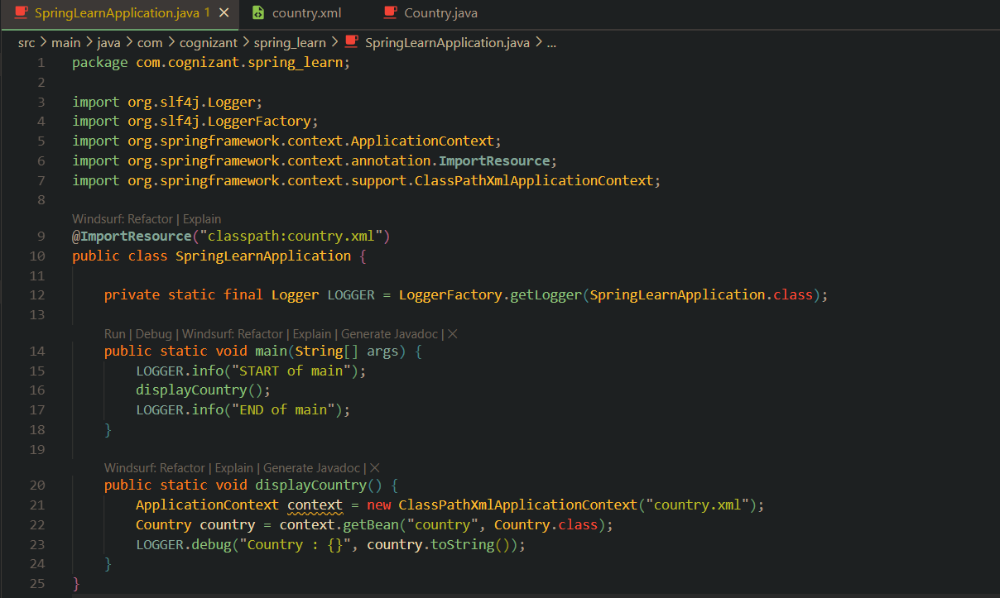 SpringLearnApplication.java 1 × country.xml Country.java
src > main > java > com > cognizant > spring_learn > SpringLearnApplication.java > ...
1 package com.cognizant.spring_learn;
2
3 import org.slf4j.Logger;
4 import org.slf4j.LoggerFactory;
5 import org.springframework.context.ApplicationContext;
6 import org.springframework.context.annotation.ImportResource;
7 import org.springframework.context.support.ClassPathXmlApplicationContext;
8
Windsurf: Refactor | Explain
9 @ImportResource("classpath:country.xml")
10 public class SpringLearnApplication {
11
12 private static final Logger LOGGER = LoggerFactory.getLogger(SpringLearnApplication.class);
13
Run | Debug | Windsurf: Refactor | Explain | Generate Javadoc | ×
14 public static void main(String[] args) {
15 LOGGER.info("START of main");
16 displayCountry();
17 LOGGER.info("END of main");
18 }
19
Windsurf: Refactor | Explain | Generate Javadoc | ×
20 public static void displayCountry() {
21 ApplicationContext context = new ClassPathXmlApplicationContext("country.xml");
22 Country country = context.getBean("country", Country.class);
23 LOGGER.debug("Country : {}", country.toString());
24 }
25 }